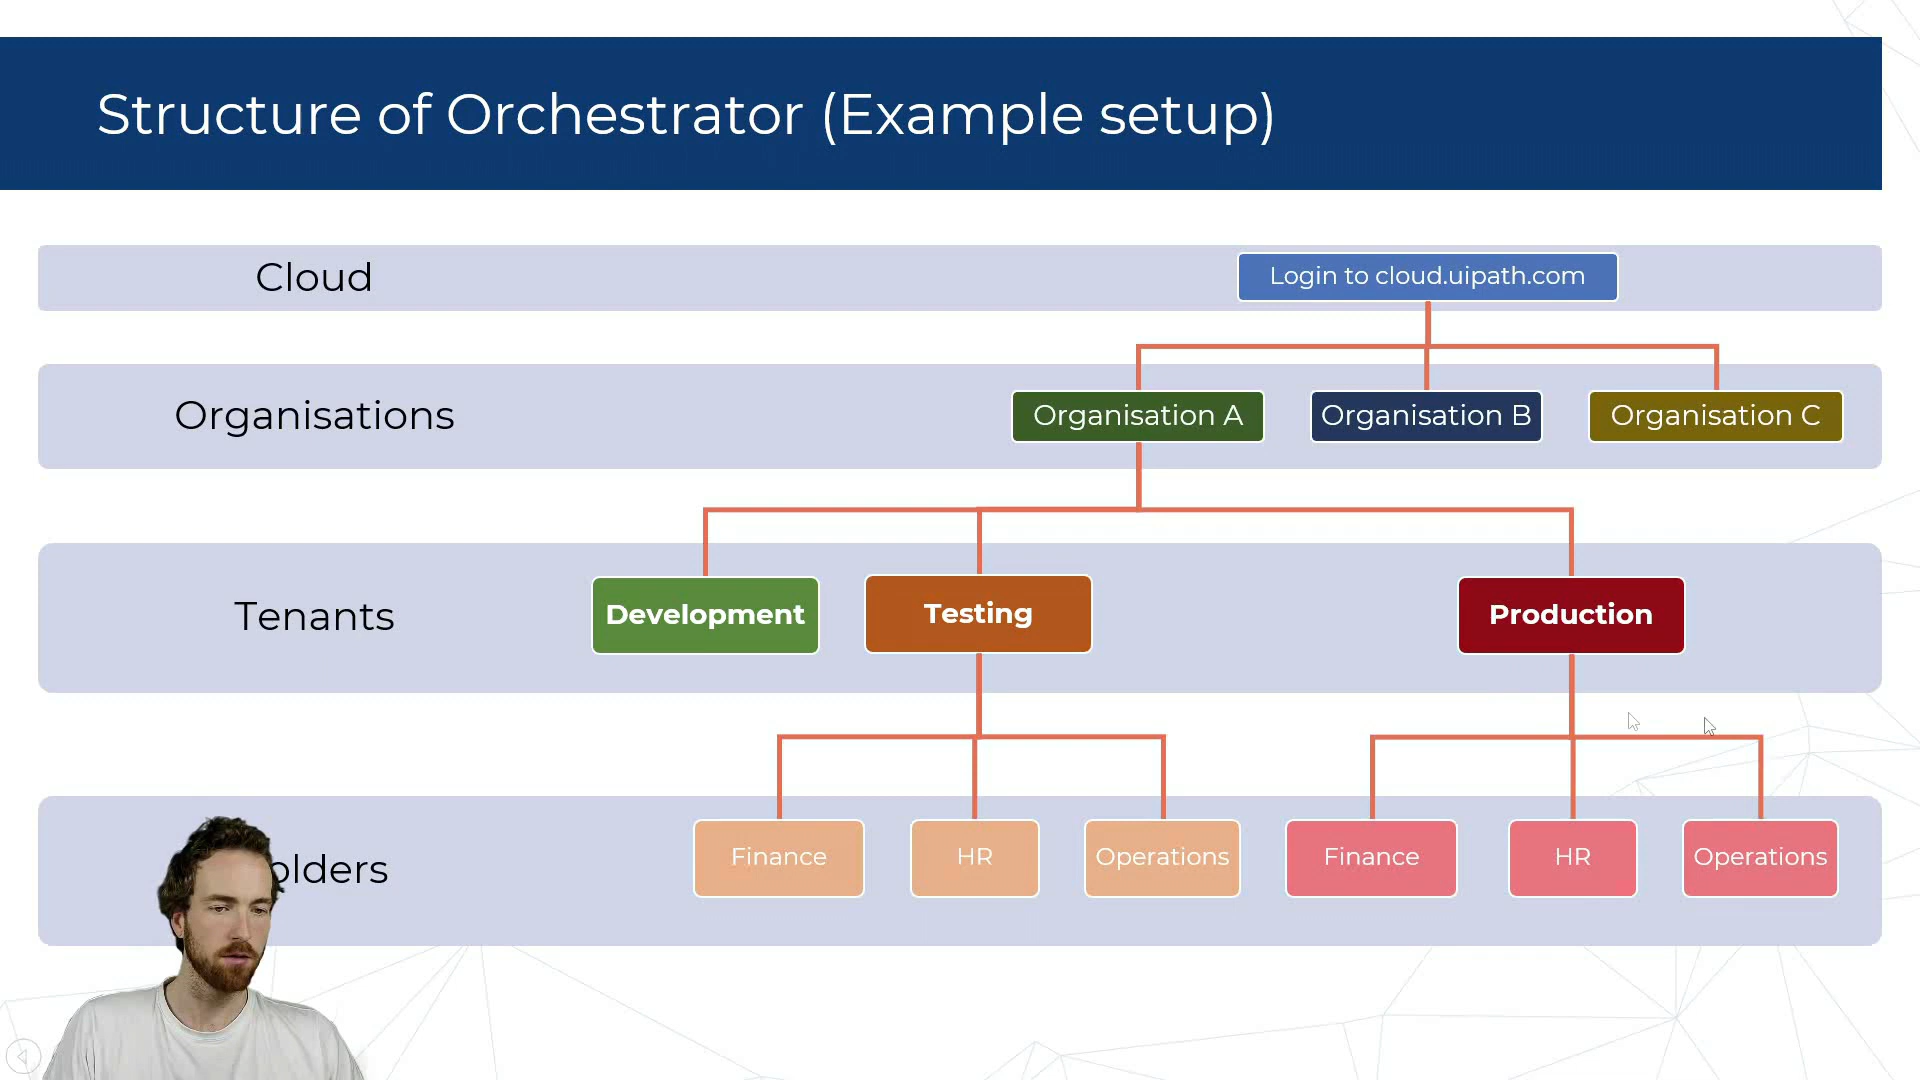 Structure of Orchestrator (Example setup)
Cloud
Login to cloud.uipath.com
Organisations
Organisation A
Organisation B
Organisation C
Tenants
Development
Testing
Production
olders
Finance
HR
Operations
Finance
HR
Operations